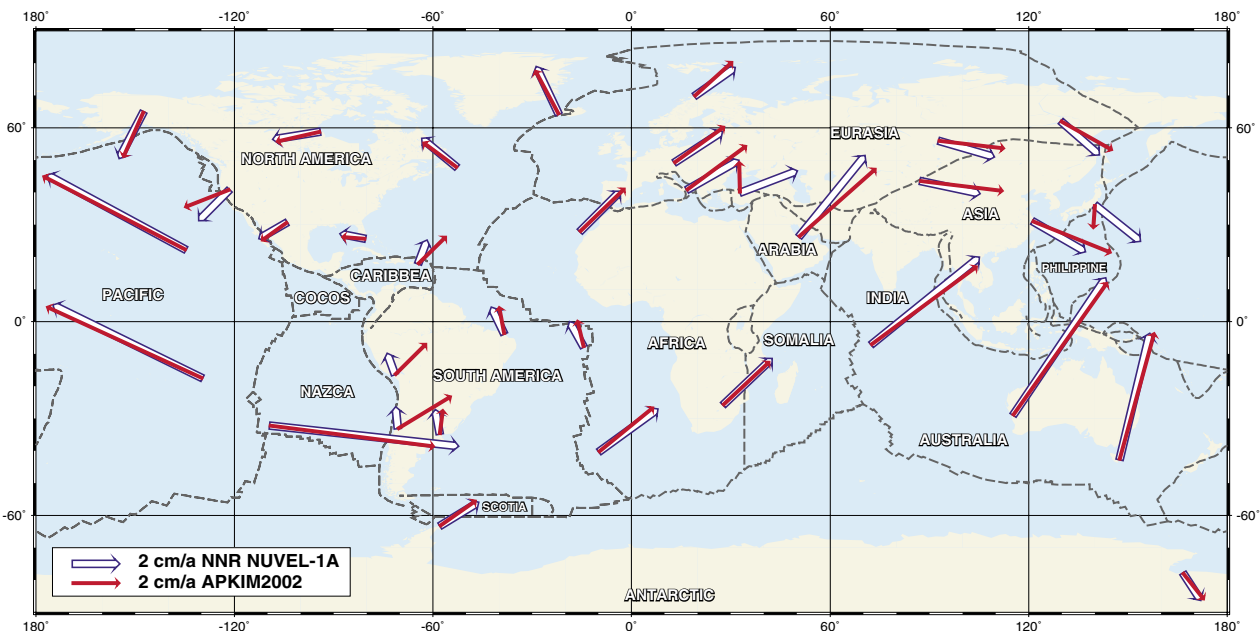 180˚ -120˚ -60˚ 0˚ 60˚ 120˚ 180˚
60˚ 60˚
EURASIA
NORTH AMERICA
ASIA
ARABIA
CARIBBEA
PHILIPPINE
PACIFIC
COCOS
INDIA
0˚ 0˚
AFRICA
SOMALIA
SOUTH AMERICA
NAZCA
AUSTRALIA
SCOTIA
-60˚ -60˚
2 cm/a NNR NUVEL-1A
2 cm/a APKIM2002
ANTARCTIC
180˚ -120˚ -60˚ 0˚ 60˚ 120˚ 180˚